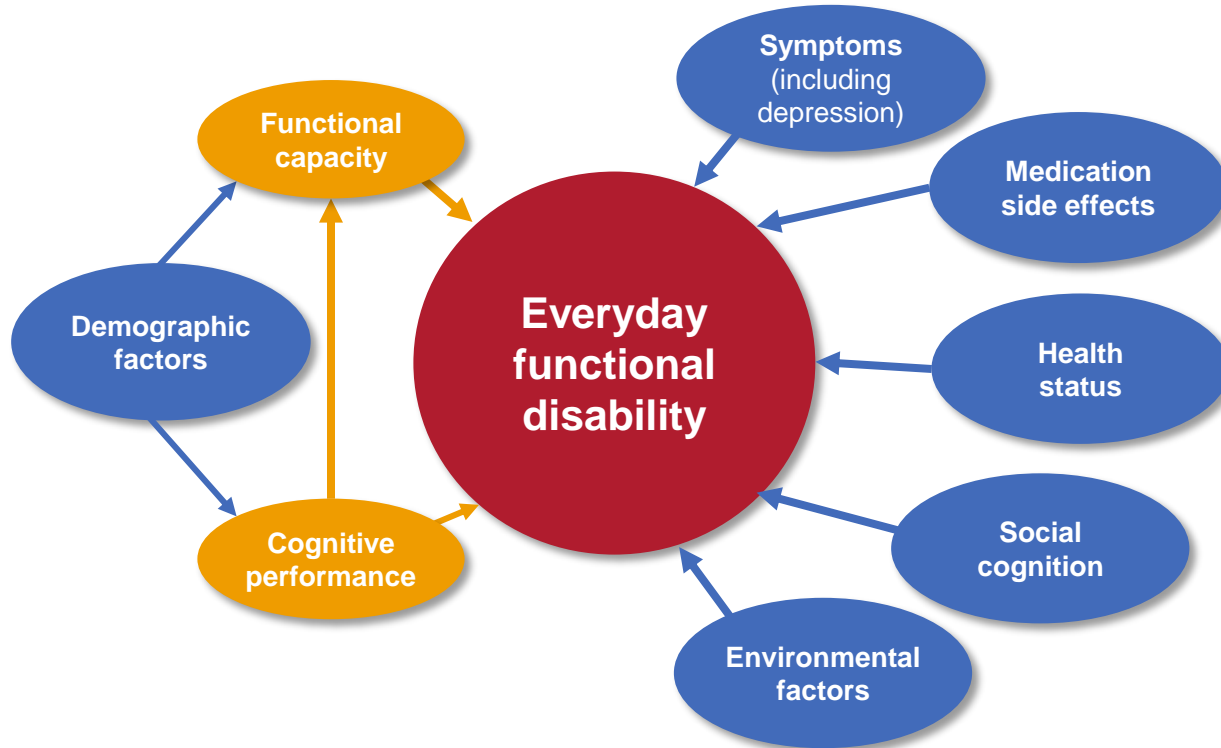 Symptoms
(including
depression)
Functional
capacity
Medication
side effects
Demographic
factors
Everyday
functional
disability
Health
status
Cognitive
performance
Social
cognition
Environmental
factors